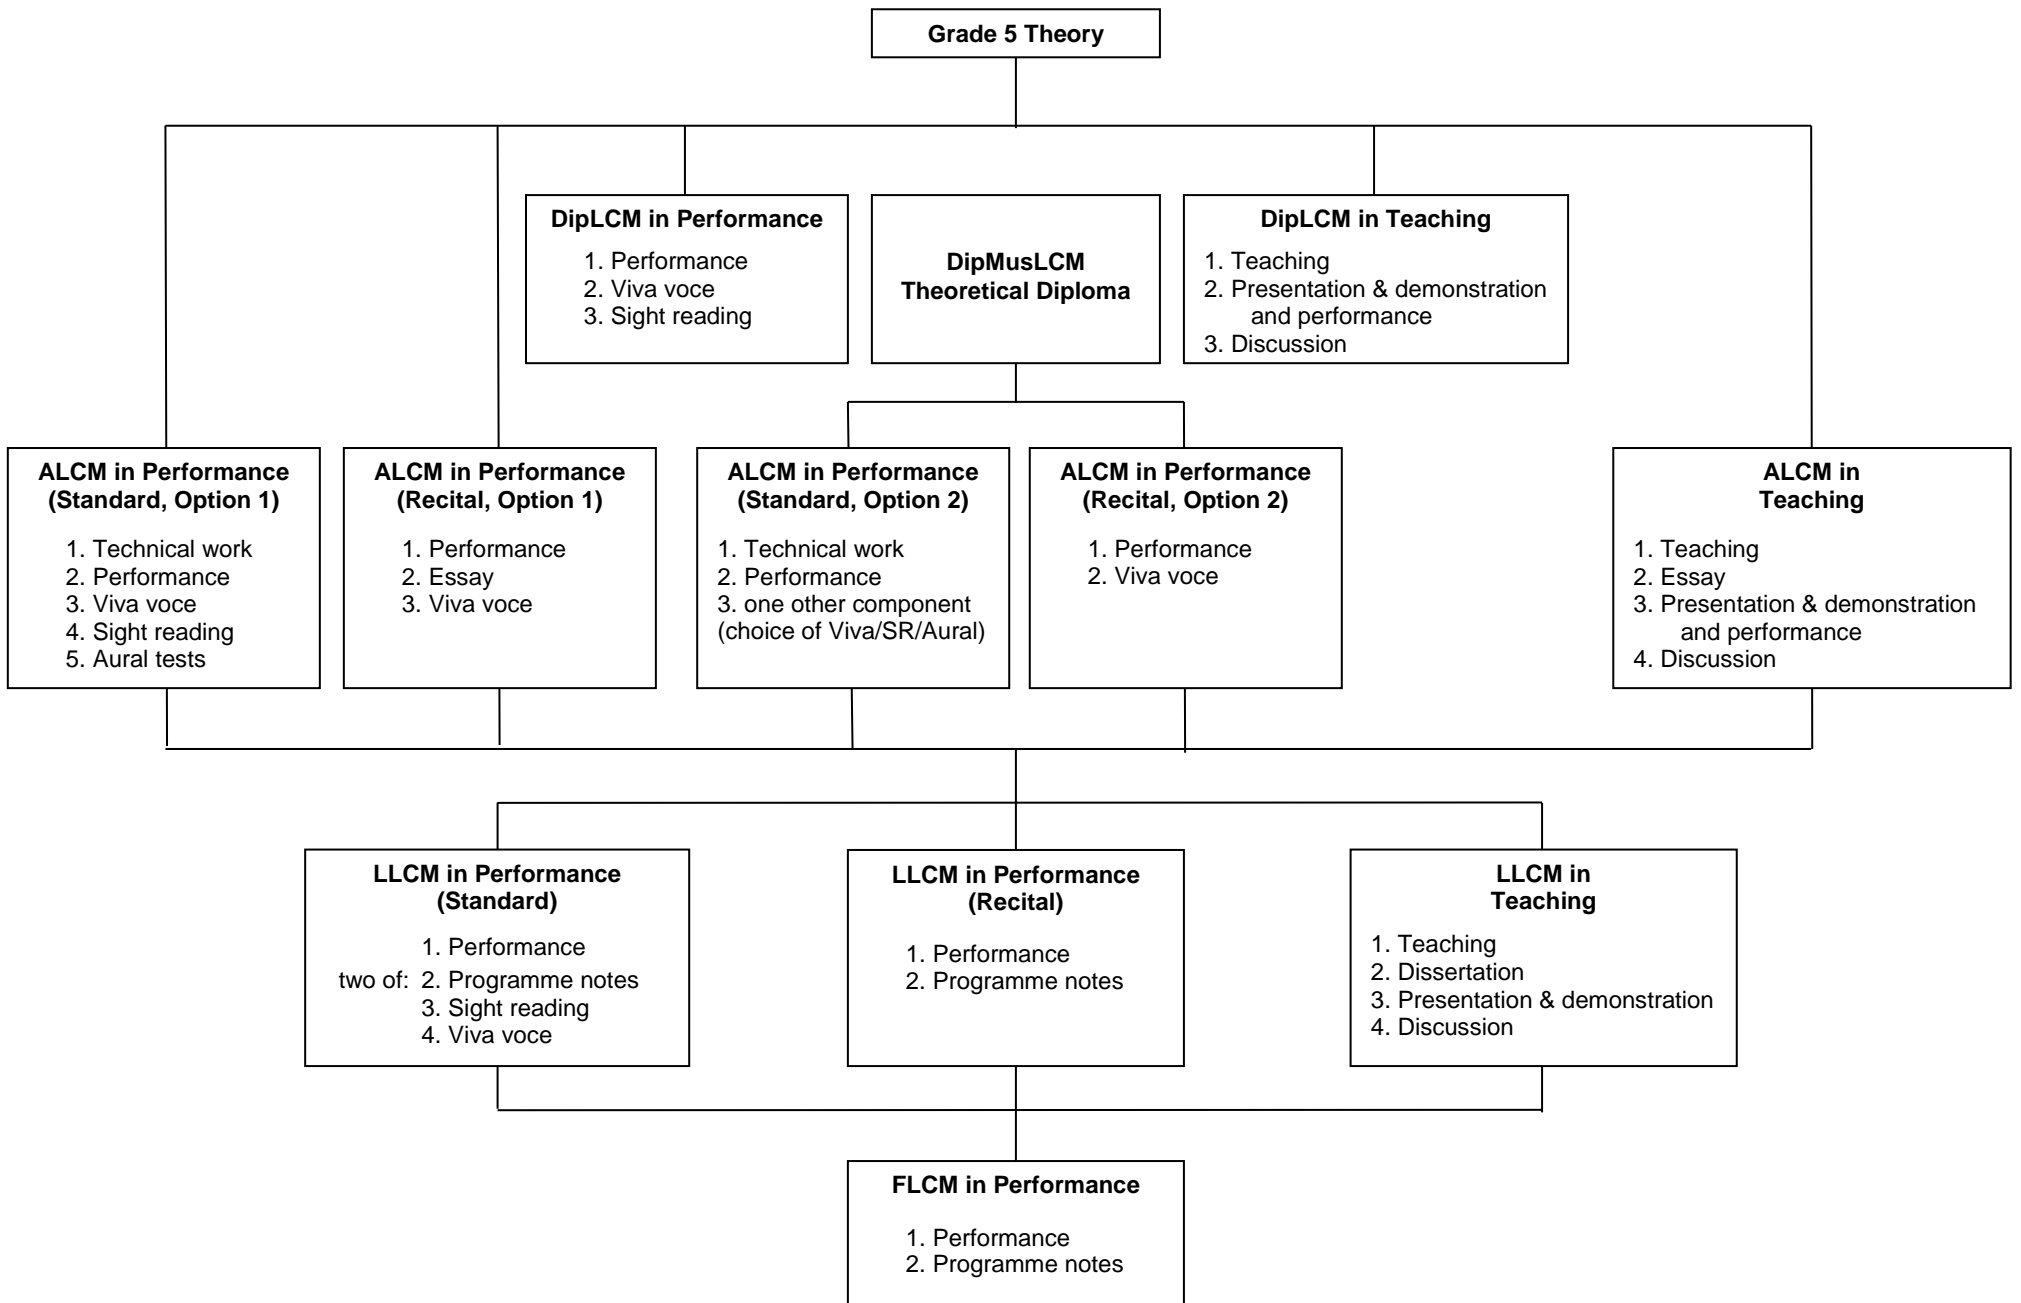 Grade 5 Theory
DipLCM in Performance
1. Performance
2. Viva voce
3. Sight reading
DipMusLCM
Theoretical Diploma
DipLCM in Teaching
1. Teaching
2. Presentation & demonstration
and performance
3. Discussion
ALCM in Performance
(Standard, Option 1)
1. Technical work
2. Performance
3. Viva voce
4. Sight reading
5. Aural tests
ALCM in Performance
(Recital, Option 1)
1. Performance
2. Essay
3. Viva voce
ALCM in Performance
(Standard, Option 2)
1. Technical work
2. Performance
3. one other component
(choice of Viva/SR/Aural)
ALCM in Performance
(Recital, Option 2)
1. Performance
2. Viva voce
ALCM in
Teaching
1. Teaching
2. Essay
3. Presentation & demonstration
and performance
4. Discussion
LLCM in Performance
(Standard)
1. Performance
two of: 2. Programme notes
3. Sight reading
4. Viva voce
LLCM in Performance
(Recital)
1. Performance
2. Programme notes
LLCM in
Teaching
1. Teaching
2. Dissertation
3. Presentation & demonstration
4. Discussion
FLCM in Performance
1. Performance
2. Programme notes